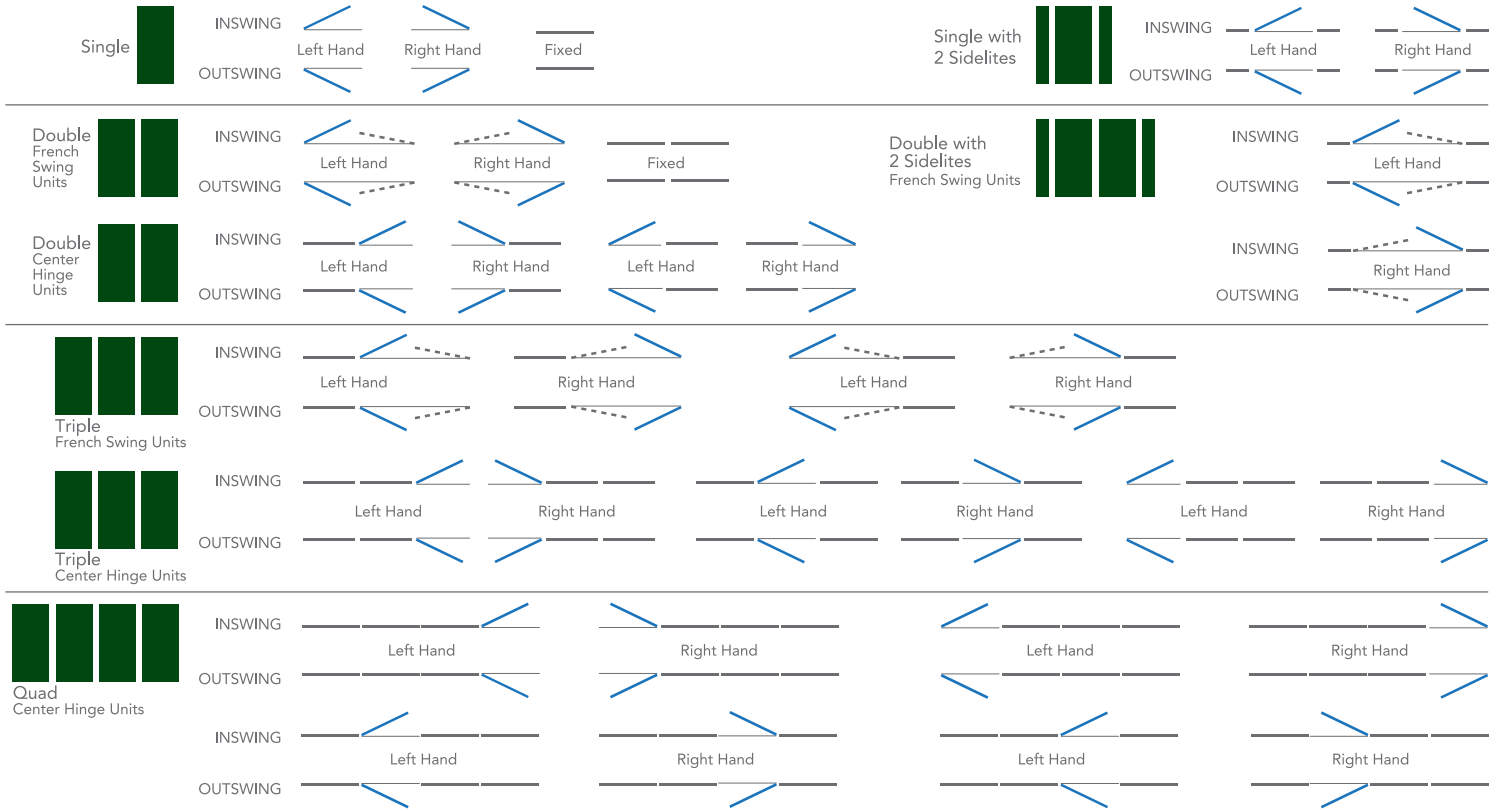 INSWING
Single
Left Hand
Right Hand
Fixed
OUTSWING
Single with
2 Sidelites
INSWING
Left Hand
Right Hand
OUTSWING
Double
French
Swing
Units
INSWING
Left Hand
Right Hand
Fixed
OUTSWING
Double with
2 Sidelites
French Swing Units
INSWING
Left Hand
OUTSWING
INSWING
Right Hand
OUTSWING
Double
Center
Hinge
Units
INSWING
Left Hand
Right Hand
Left Hand
Right Hand
OUTSWING
INSWING
Left Hand
Right Hand
Left Hand
Right Hand
OUTSWING
Triple
French Swing Units
INSWING
Left Hand
Right Hand
Left Hand
Right Hand
Left Hand
Right Hand
OUTSWING
Triple
Center Hinge Units
INSWING
Left Hand
Right Hand
Left Hand
Right Hand
OUTSWING
Quad
Center Hinge Units
INSWING
Left Hand
Right Hand
Left Hand
Right Hand
OUTSWING